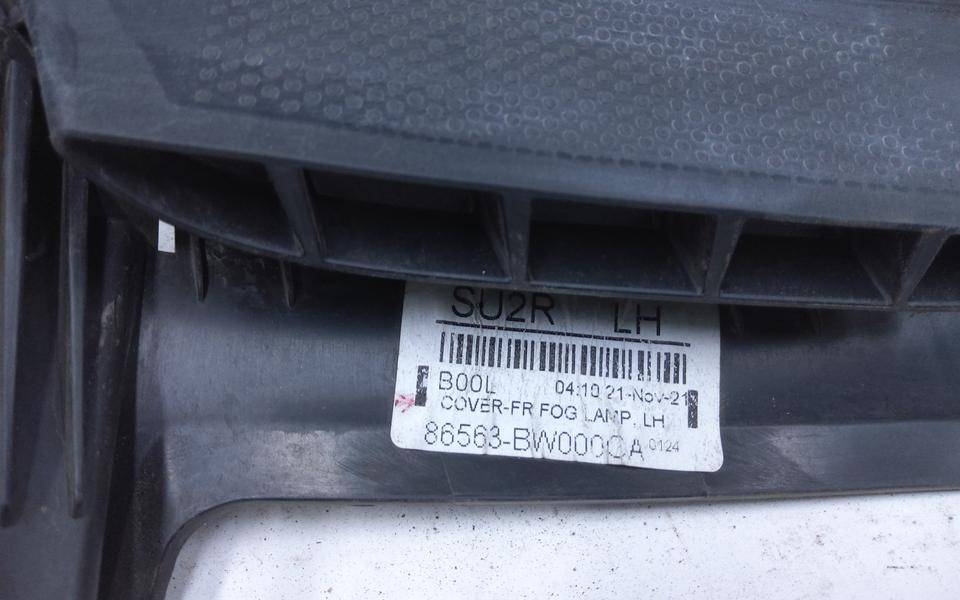 SU2R LH
B00L 04:10 21-Nov-21
COVER-FR FOG LAMP, LH
86563-BW000CA 0124